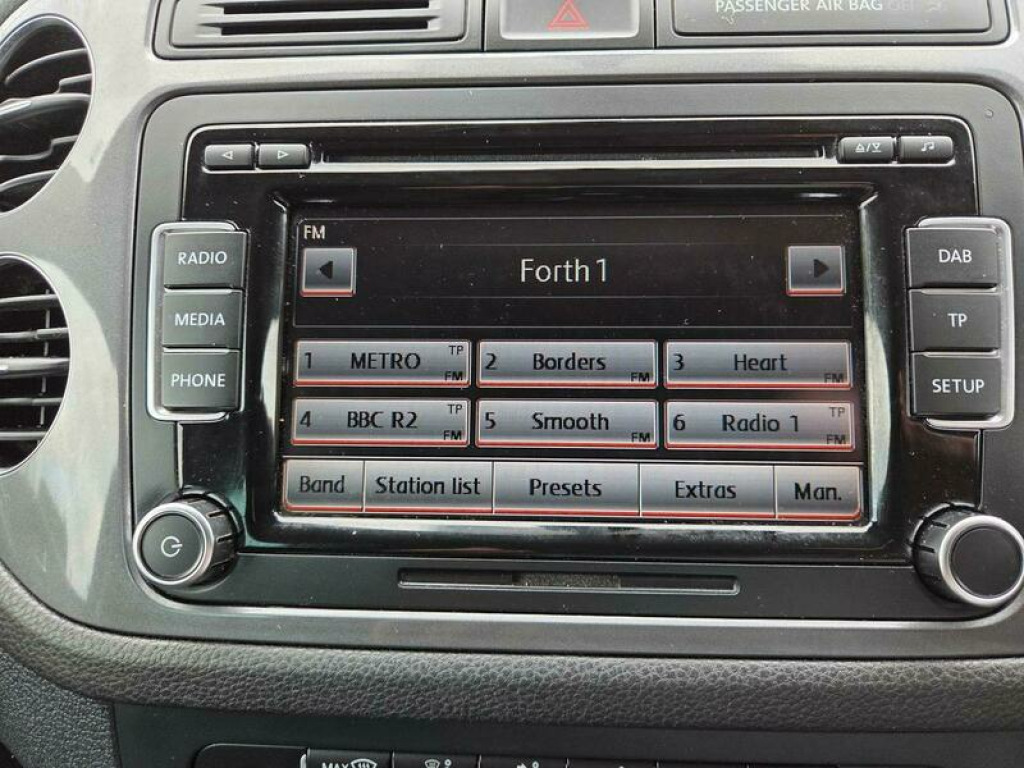 PASSENGER AIR BAG OFF
FM
RADIO
MEDIA
PHONE
Forth 1
DAB
TP
SETUP
1 METRO TP FM
2 Borders FM
3 Heart FM
4 BBC R2 TP FM
5 Smooth FM
6 Radio 1 TP FM
Band Station list Presets Extras Man.
MAX